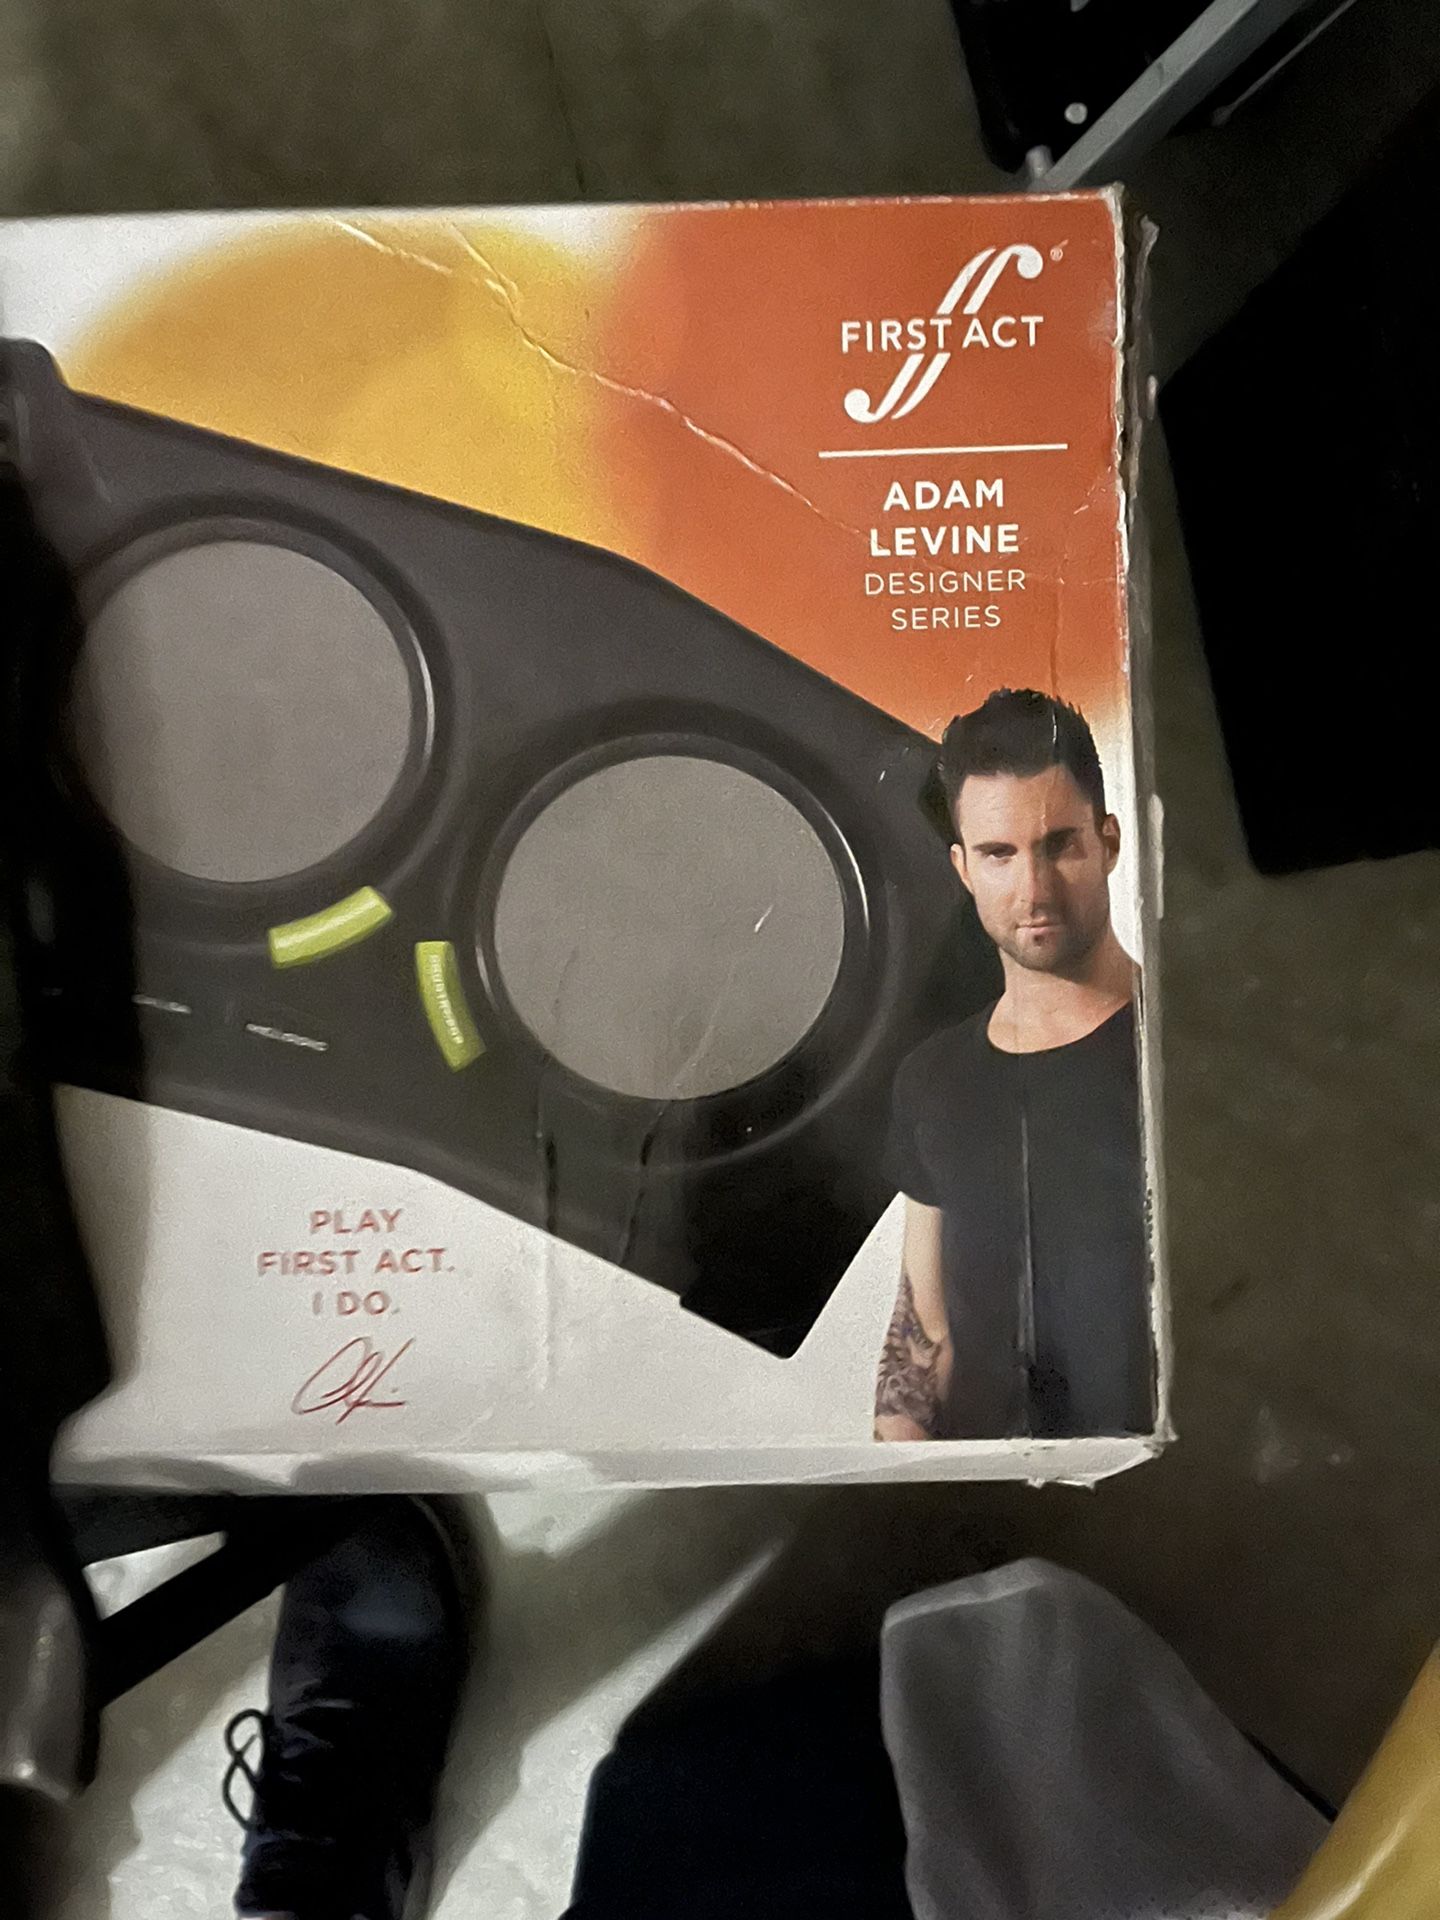 FIRST ACT
®
ADAM
LEVINE
DESIGNER
SERIES
PLAY
FIRST ACT.
I DO.